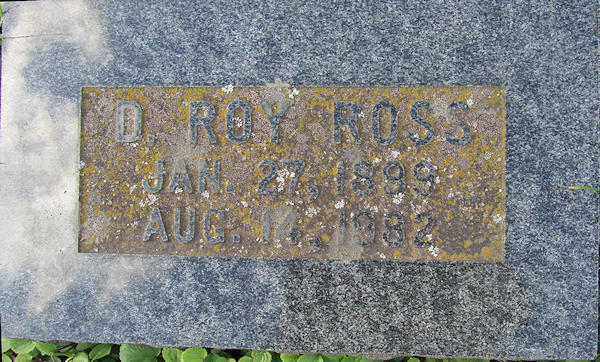 D. ROY ROSS
JAN. 27, 1899
AUG. 14, 1982